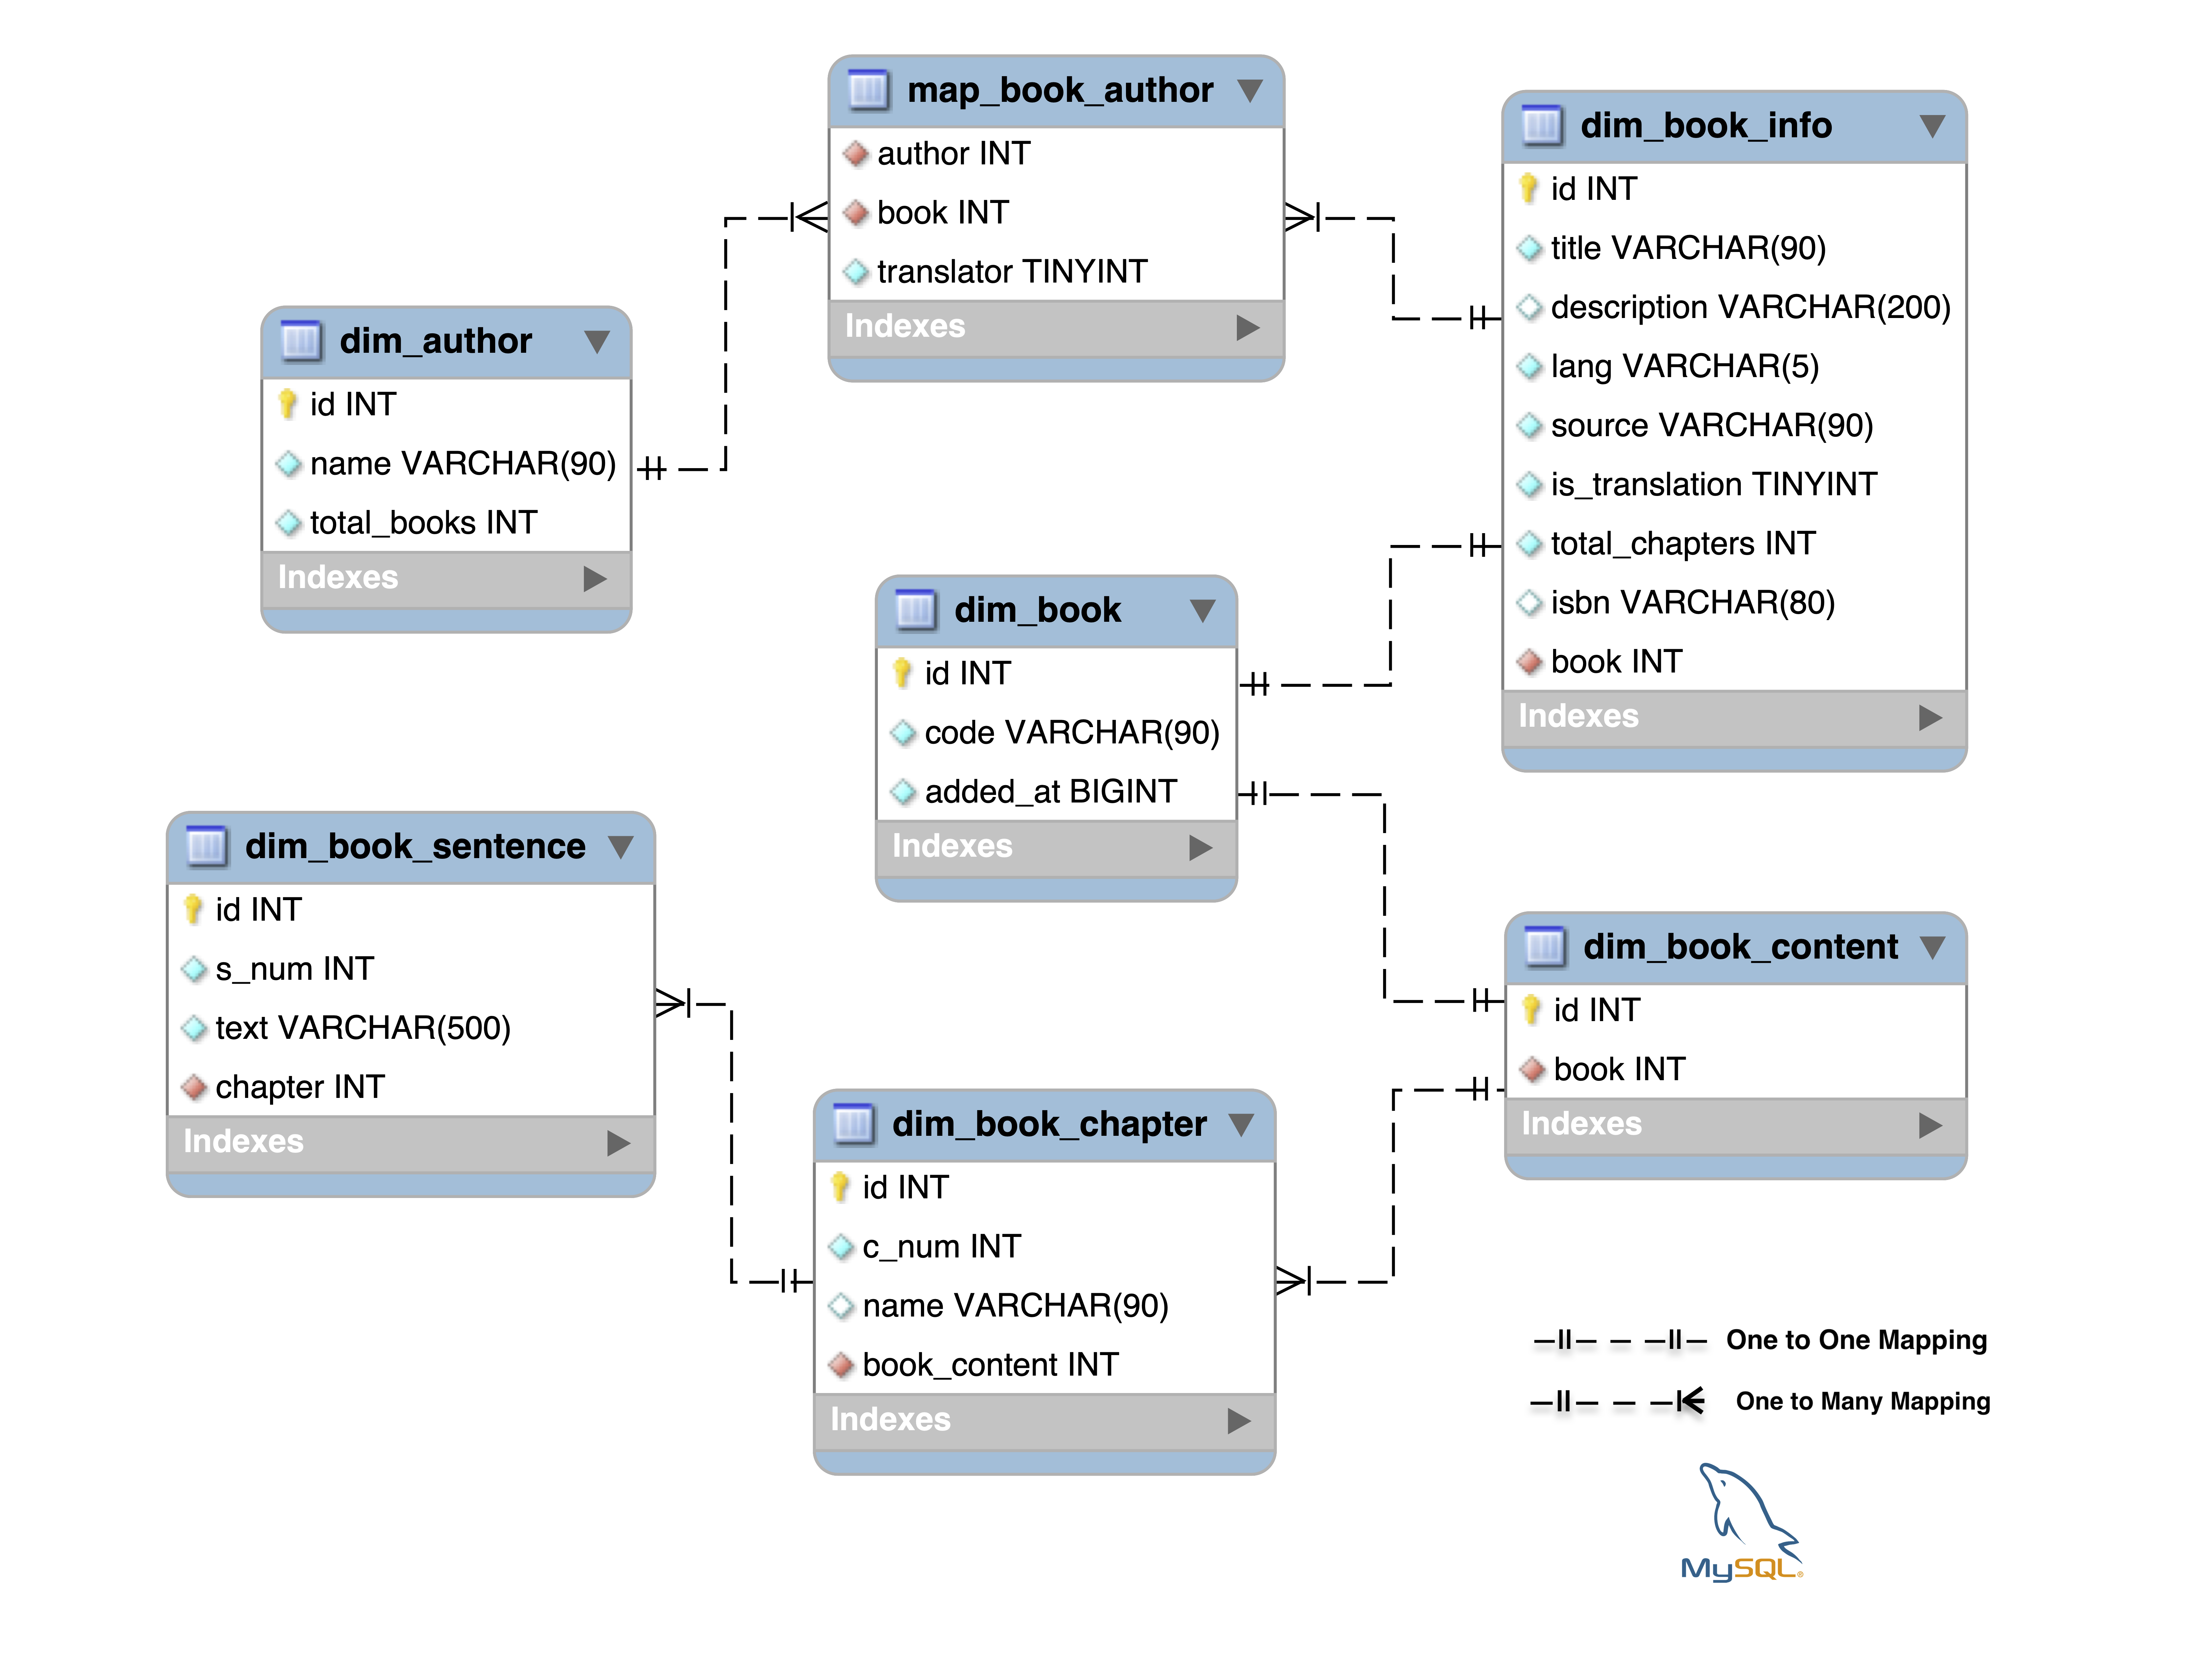 map_book_author
author INT
book INT
translator TINYINT
Indexes
dim_book_info
id INT
title VARCHAR(90)
description VARCHAR(200)
lang VARCHAR(5)
source VARCHAR(90)
is_translation TINYINT
total_chapters INT
isbn VARCHAR(80)
book INT
Indexes
dim_author
id INT
name VARCHAR(90)
total_books INT
Indexes
dim_book
id INT
code VARCHAR(90)
added_at BIGINT
Indexes
dim_book_sentence
id INT
s_num INT
text VARCHAR(500)
chapter INT
Indexes
dim_book_content
id INT
book INT
Indexes
dim_book_chapter
id INT
c_num INT
name VARCHAR(90)
book_content INT
Indexes
One to One Mapping
One to Many Mapping
MySQL®